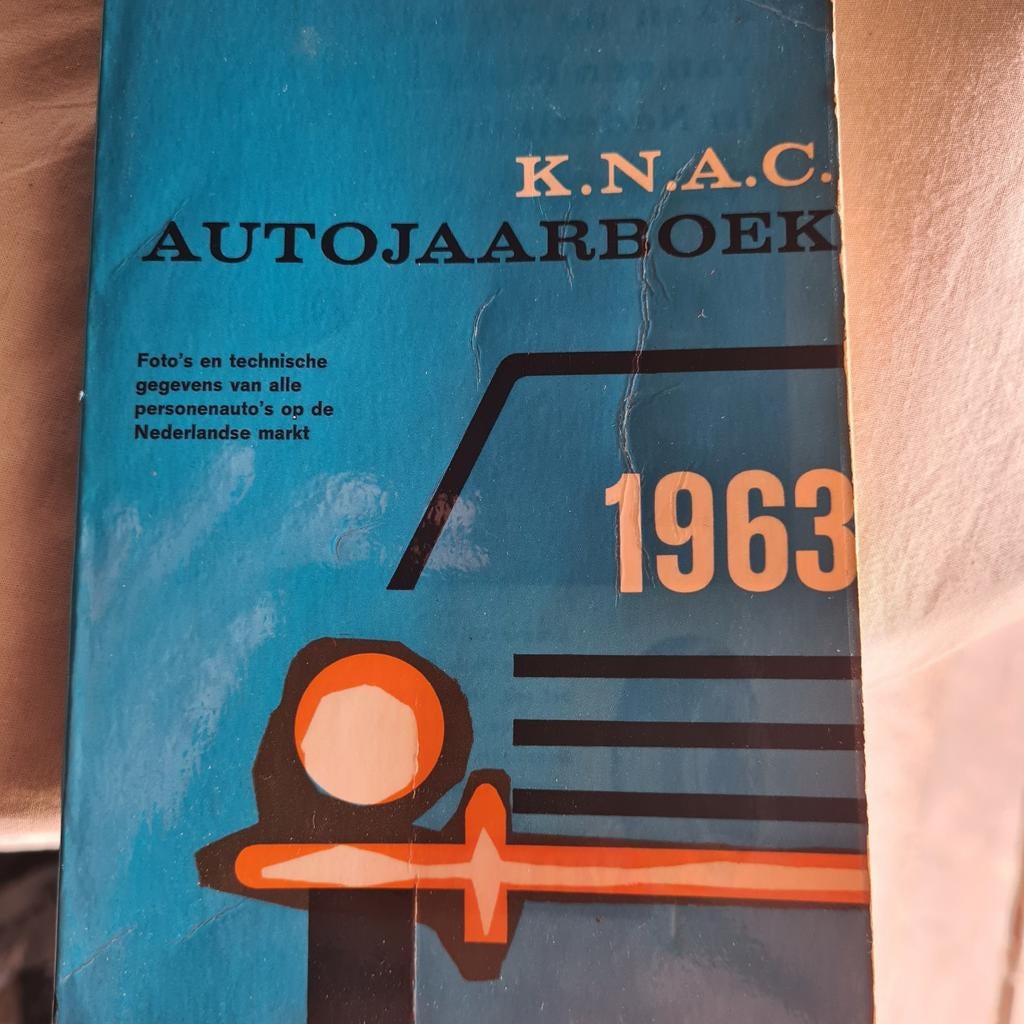 K.N.A.C.
AUTOJAARBOEK
Foto's en technische
gegevens van alle
personenauto's op de
Nederlandse markt
1963